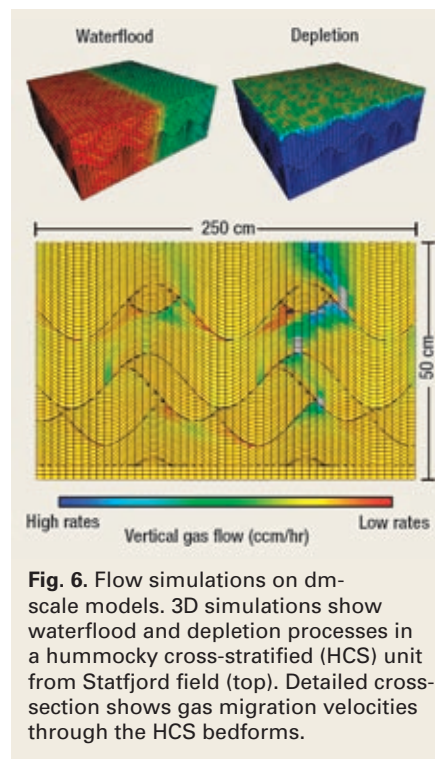 Waterflood
Depletion
250 cm
50 cm
High rates
Low rates
Vertical gas flow (ccm/hr)
Fig. 6. Flow simulations on dm-
scale models. 3D simulations show
waterflood and depletion processes in
a hummocky cross-stratified (HCS) unit
from Statfjord field (top). Detailed cross-
section shows gas migration velocities
through the HCS bedforms.